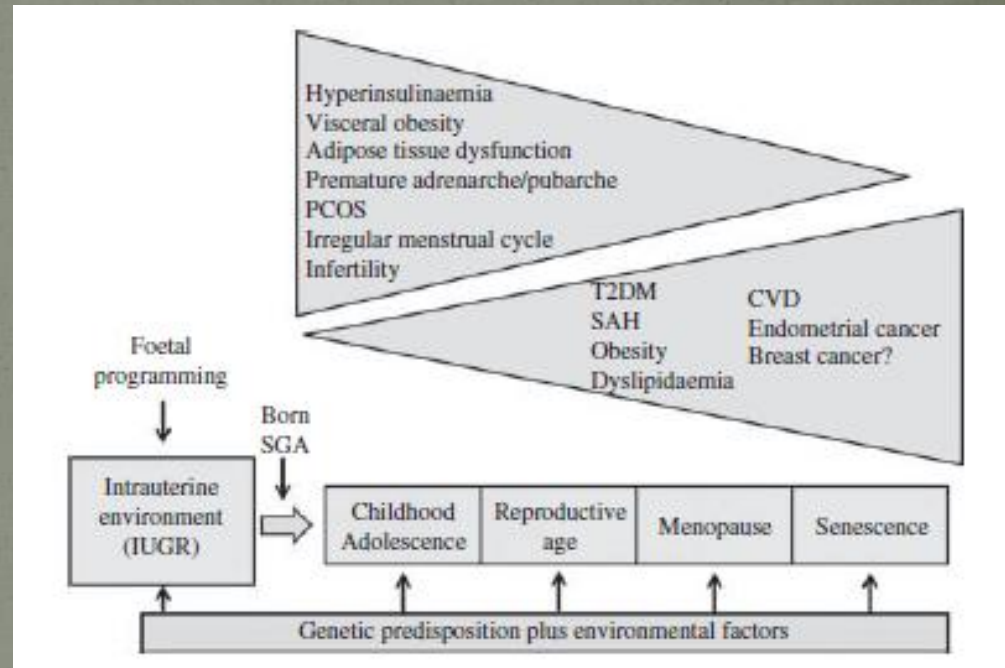 Hyperinsulinaemia
Visceral obesity
Adipose tissue dysfunction
Premature adrenarche/pubarche
PCOS
Irregular menstrual cycle
Infertility
T2DM
SAH
Obesity
Dyslipidaemia
CVD
Endometrial cancer
Breast cancer?
Foetal
programming
Born
SGA
Intrauterine
environment
(IUGR)
Childhood
Adolescence
Reproductive
age
Menopause
Senescence
Genetic predisposition plus environmental factors